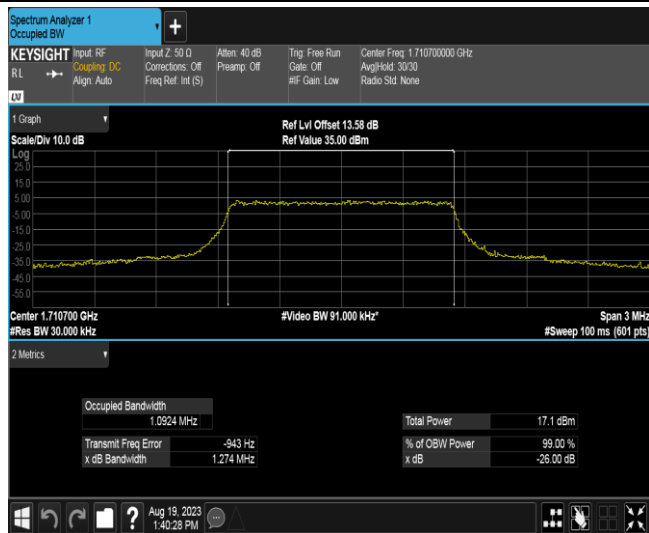 Spectrum Analyzer 1
Occupied BW
+
KEYSIGHT
RL
Input: RF
Coupling: DC
Align: Auto
Input Z: 50 Ω
Corrections: Off
Freq Ref: Int (S)
Atten: 40 dB
Preamp: Off
Trig: Free Run
Gate: Off
#IF Gain: Low
Center Freq: 1.710700000 GHz
Avg|Hold: 30/30
Radio Std: None
1 Graph
Scale/Div 10.0 dB
Ref Lvl Offset 13.58 dB
Ref Value 35.00 dBm
Log
25.0
15.0
5.00
-5.00
-15.0
-25.0
-35.0
-45.0
-55.0
Center 1.710700 GHz
#Res BW 30.000 kHz
#Video BW 91.000 kHz*
Span 3 MHz
#Sweep 100 ms (601 pts)
2 Metrics
Occupied Bandwidth
1.0924 MHz
Total Power 17.1 dBm
Transmit Freq Error -943 Hz
% of OBW Power 99.00 %
x dB Bandwidth 1.274 MHz
x dB -26.00 dB
?
Aug 19, 2023
1:40:28 PM